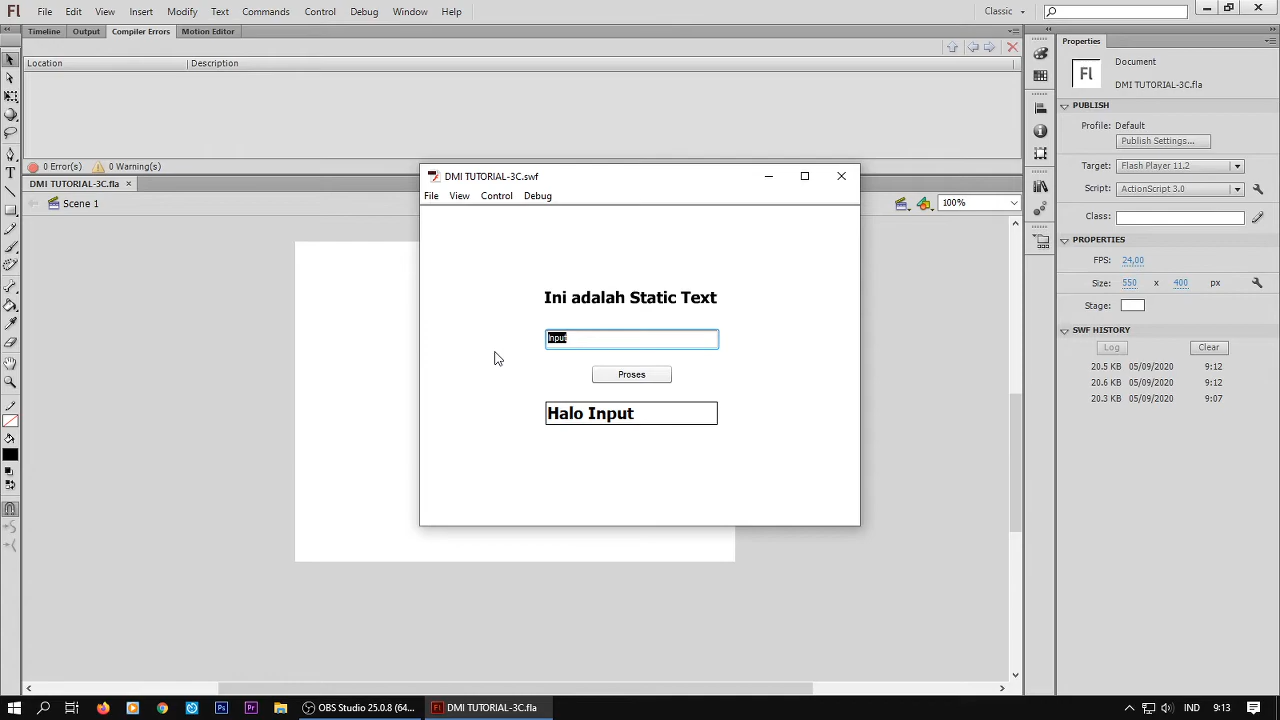 Fl File Edit View Insert Modify Text Commands Control Debug Window Help Classic
Timeline Output Compiler Errors Motion Editor
Location Description
0 Error(s) 0 Warning(s)
DMI TUTORIAL-3C.fla
Scene 1
100%
DMI TUTORIAL-3C.swf
File View Control Debug
Ini adalah Static Text
Input
Proses
Halo Input
Properties
Fl Document
DMI TUTORIAL-3C.fla
PUBLISH
Profile: Default
Publish Settings...
Target: Flash Player 11.2
Script: ActionScript 3.0
Class:
PROPERTIES
FPS: 24,00
Size: 550 x 400 px
Stage:
SWF HISTORY
Log Clear
20.5 KB 05/09/2020 9:12
20.6 KB 05/09/2020 9:12
20.3 KB 05/09/2020 9:07
Ps Pr OBS Studio 25.0.8 (64... Fl DMI TUTORIAL-3C.fla IND 9:13